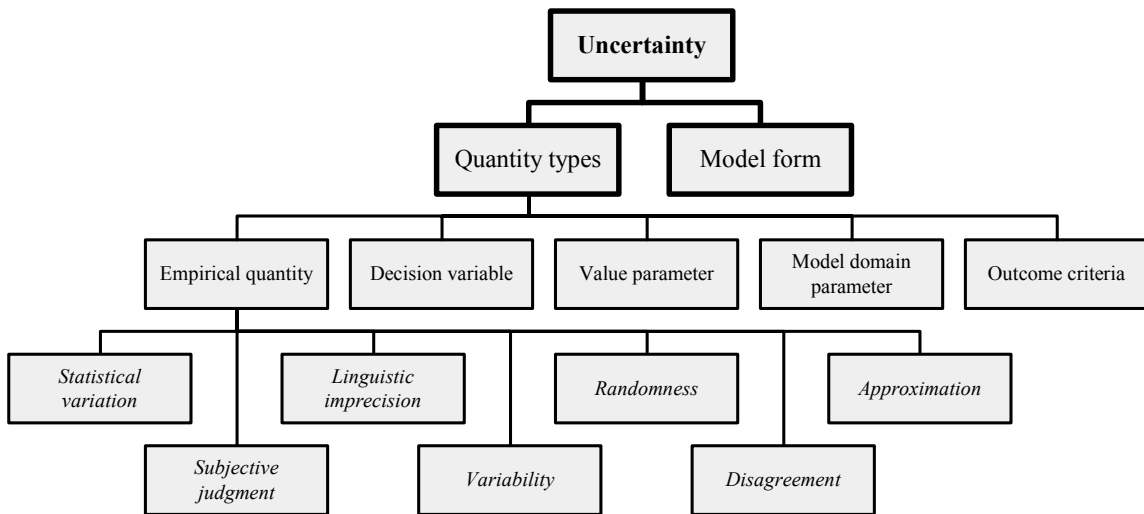 Uncertainty
Quantity types
Model form
Empirical quantity
Decision variable
Value parameter
Model domain
parameter
Outcome criteria
Statistical
variation
Linguistic
imprecision
Randomness
Approximation
Subjective
judgment
Variability
Disagreement